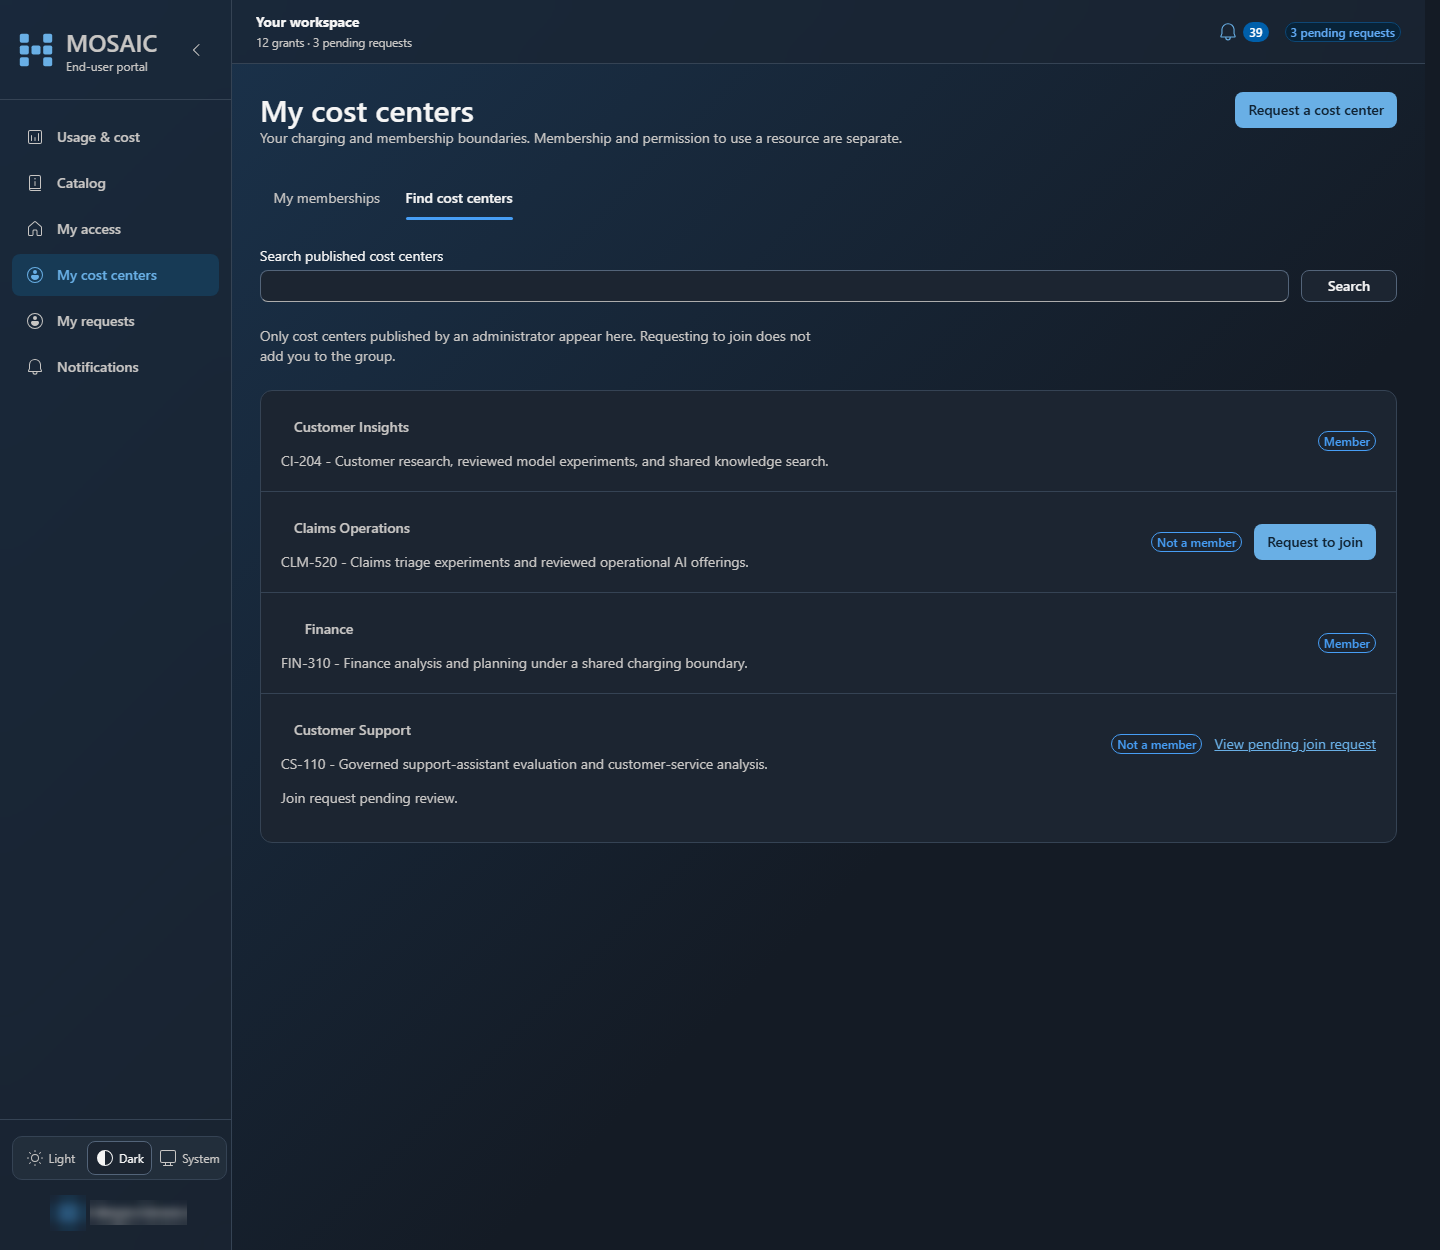 MOSAIC
End-user portal
Usage & cost
Catalog
My access
My cost centers
My requests
Notifications
Light
Dark
System
Your workspace
12 grants · 3 pending requests
39
3 pending requests
My cost centers
Your charging and membership boundaries. Membership and permission to use a resource are separate.
Request a cost center
My memberships
Find cost centers
Search published cost centers
Search
Only cost centers published by an administrator appear here. Requesting to join does not
add you to the group.
Customer Insights
CI-204 - Customer research, reviewed model experiments, and shared knowledge search.
Member
Claims Operations
CLM-520 - Claims triage experiments and reviewed operational AI offerings.
Not a member
Request to join
Finance
FIN-310 - Finance analysis and planning under a shared charging boundary.
Member
Customer Support
CS-110 - Governed support-assistant evaluation and customer-service analysis.
Join request pending review.
Not a member
View pending join request